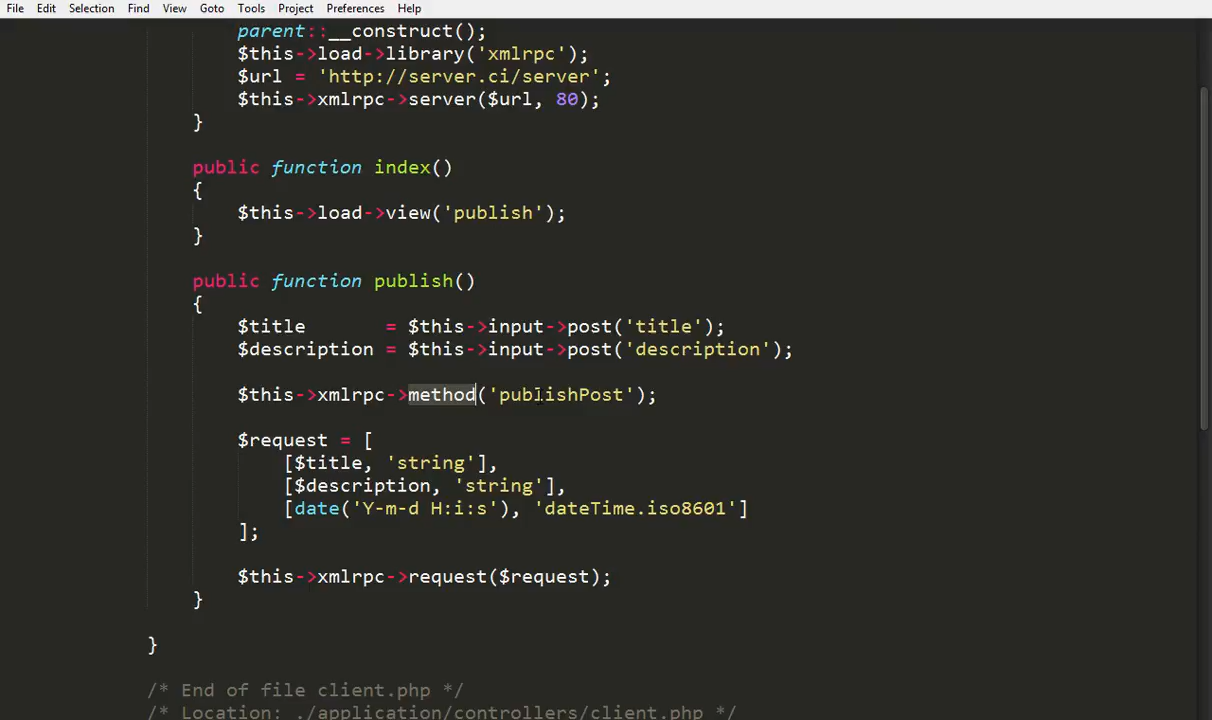 File Edit Selection Find View Goto Tools Project Preferences Help
parent::__construct();
$this->load->library('xmlrpc');
$url = 'http://server.ci/server';
$this->xmlrpc->server($url, 80);
}
public function index()
{
$this->load->view('publish');
}
public function publish()
{
$title = $this->input->post('title');
$description = $this->input->post('description');
$this->xmlrpc->method('publishPost');
$request = [
[$title, 'string'],
[$description, 'string'],
[date('Y-m-d H:i:s'), 'dateTime.iso8601']
];
$this->xmlrpc->request($request);
}
}
/* End of file client.php */
/* Location: ./application/controllers/client.php */